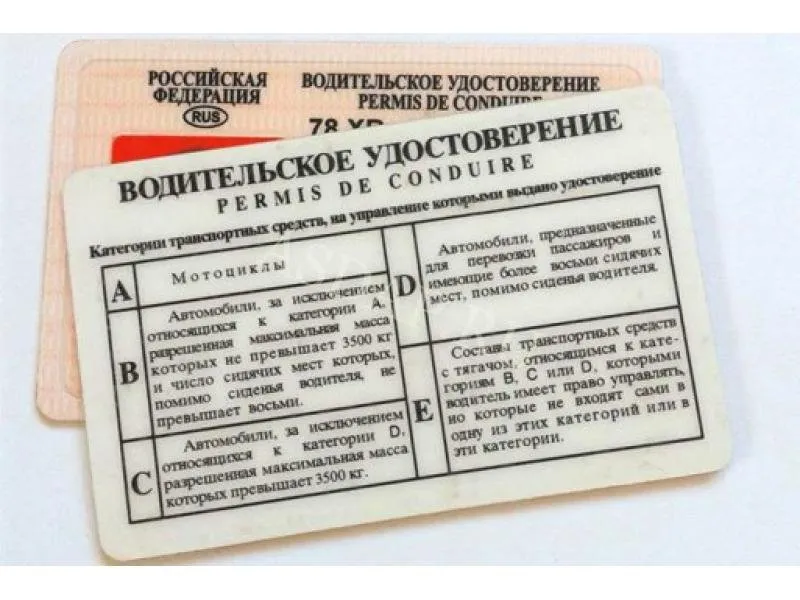 РОССИЙСКАЯ
ФЕДЕРАЦИЯ
RUS
ВОДИТЕЛЬСКОЕ УДОСТОВЕРЕНИЕ
PERMIS DE CONDUIRE
78
ВОДИТЕЛЬСКОЕ УДОСТОВЕРЕНИЕ
PERMIS DE CONDUIRE
Категории транспортных средств, на управление которыми выдано удостоверение
A
Мотоциклы
B
Автомобили, за исключением
относящихся к категории А,
разрешенная максимальная масса
которых не превышает 3500 кг
и число сидячих мест которых,
помимо сиденья водителя, не
превышает восьми.
C
Автомобили, за исключением
относящихся к категории D,
разрешенная максимальная масса
которых превышает 3500 кг.
D
Автомобили, предназначенные
для перевозки пассажиров и
имеющие более восьми сидячих
мест, помимо сиденья водителя.
E
Составы транспортных средств
с тягачом, относящимся к кате-
гориям В, С или D, которыми
водитель имеет право управлять,
но которые не входят сами в
одну из этих категорий или в
эти категории.